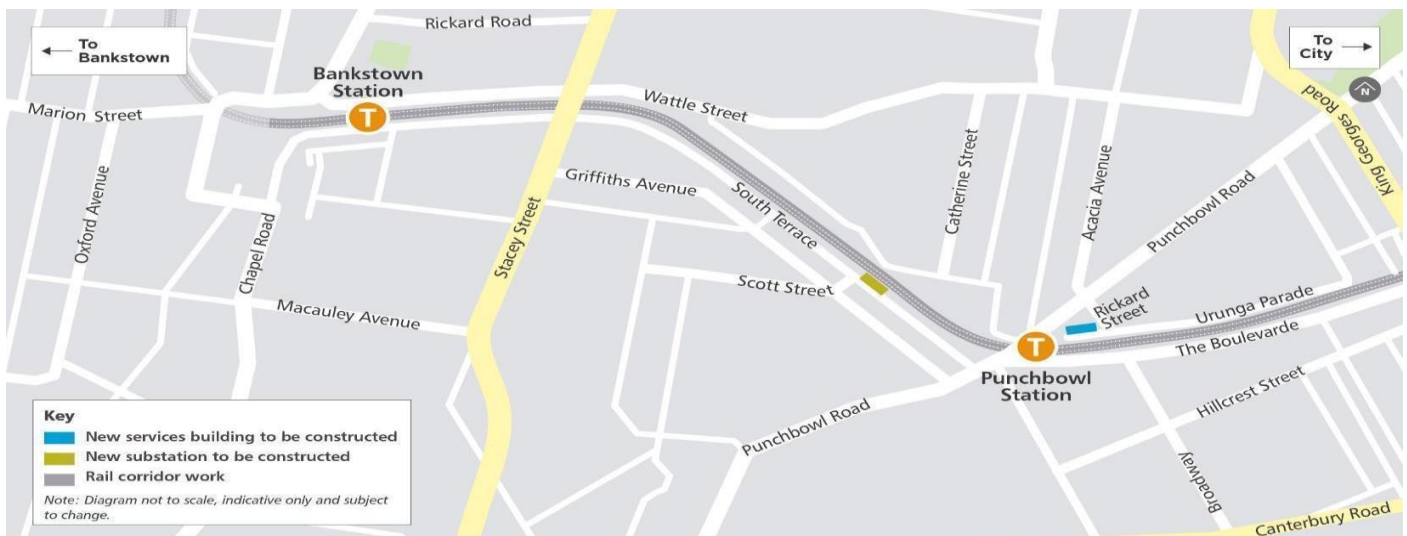 To
Bankstown
Rickard Road
To
City
N
Bankstown
Station
T
Marion Street
Wattle Street
King Georges Road
Oxford Avenue
Chapel Road
Griffiths Avenue
South Terrace
Stacey Street
Catherine Street
Acacia Avenue
Punchbowl Road
Scott Street
Macauley Avenue
Rickard
Street
Urunga Parade
The Boulevarde
T
Punchbowl
Station
Hillcrest Street
Punchbowl Road
Broadway
Canterbury Road
Key
New services building to be constructed
New substation to be constructed
Rail corridor work
Note: Diagram not to scale, indicative only and subject
to change.